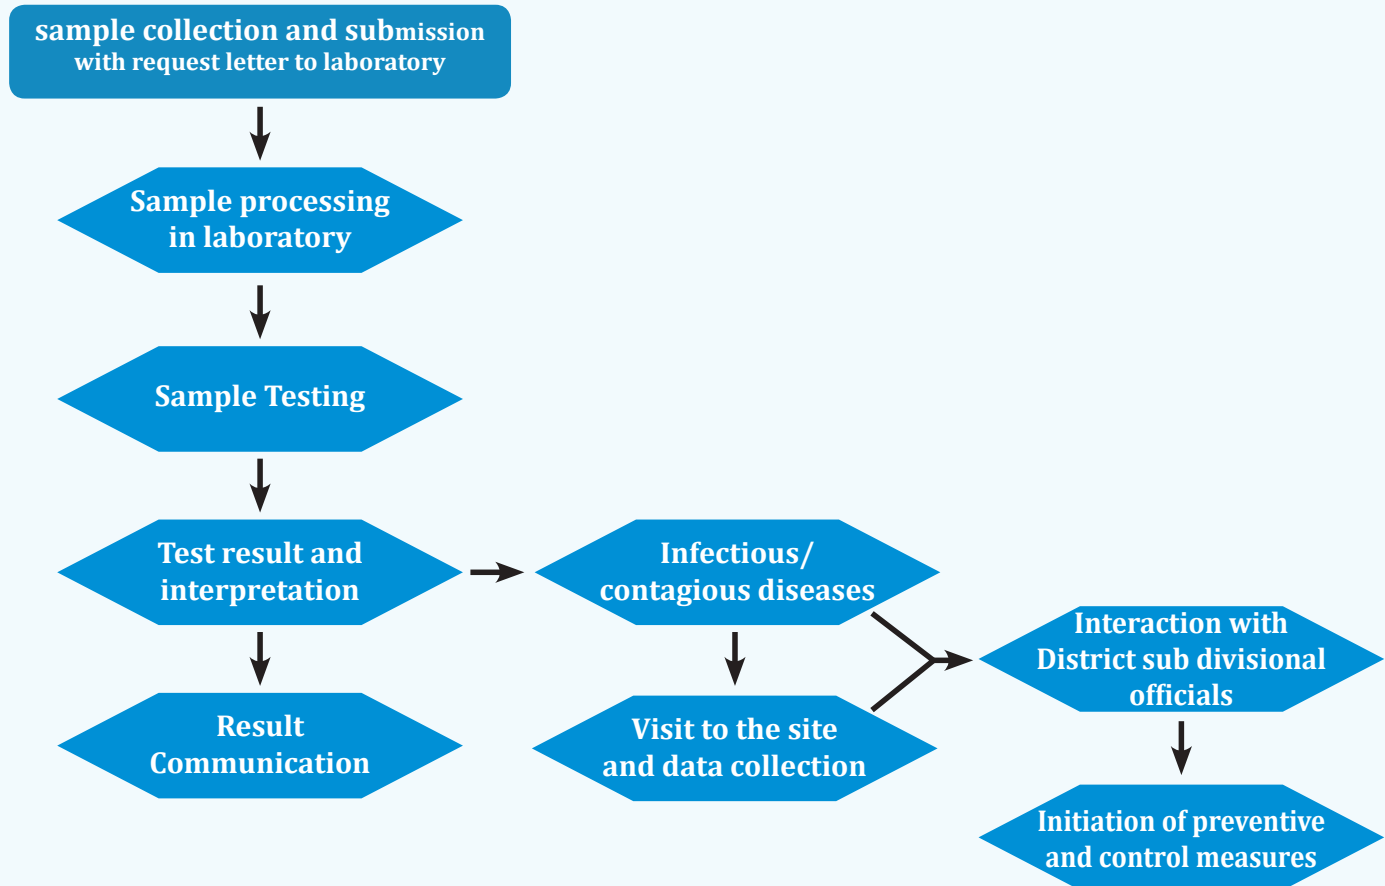 sample collection and submission
with request letter to laboratory
Sample processing
in laboratory
Sample Testing
Test result and
interpretation
Result
Communication
Infectious/
contagious diseases
Visit to the site
and data collection
Interaction with
District sub divisional
officials
Initiation of preventive
and control measures